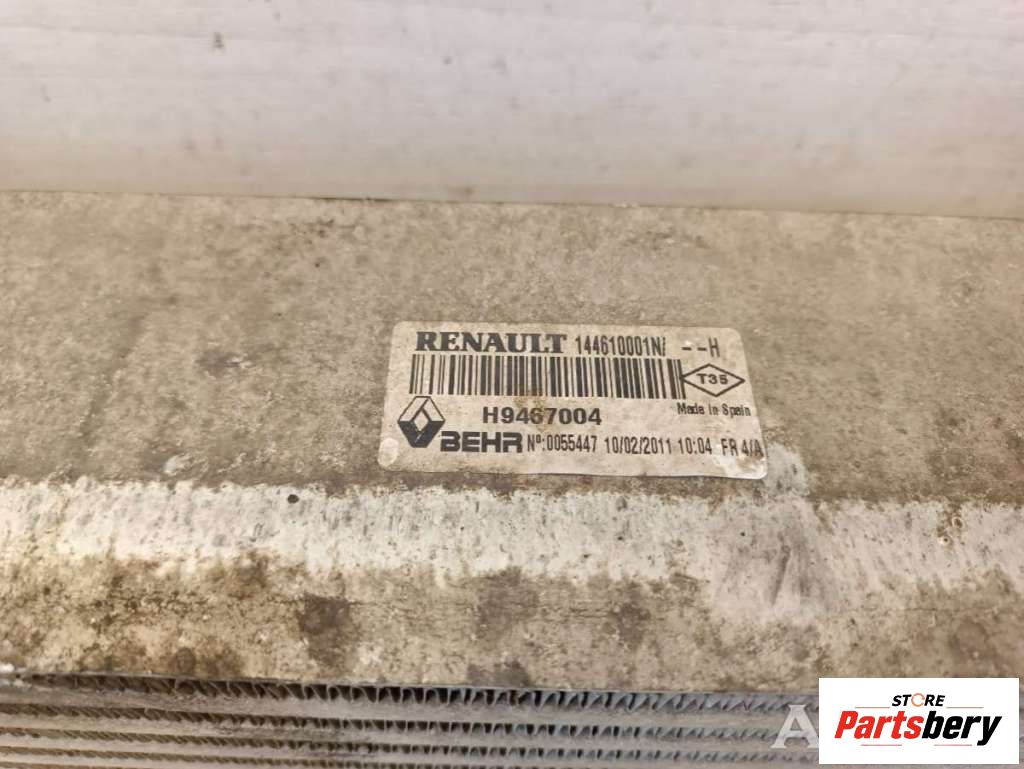 RENAULT 144610001N/ --H
T35
H9467004 Made in Spain
BEHR Nº:0055447 10/02/2011 10:04 FR 4/A
STORE
Partsbery